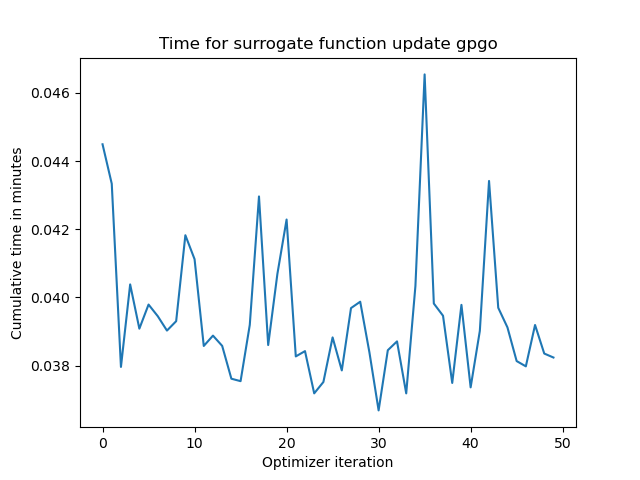 Time for surrogate function update gpgo
Cumulative time in minutes
0.046
0.044
0.042
0.040
0.038
0 10 20 30 40 50
Optimizer iteration